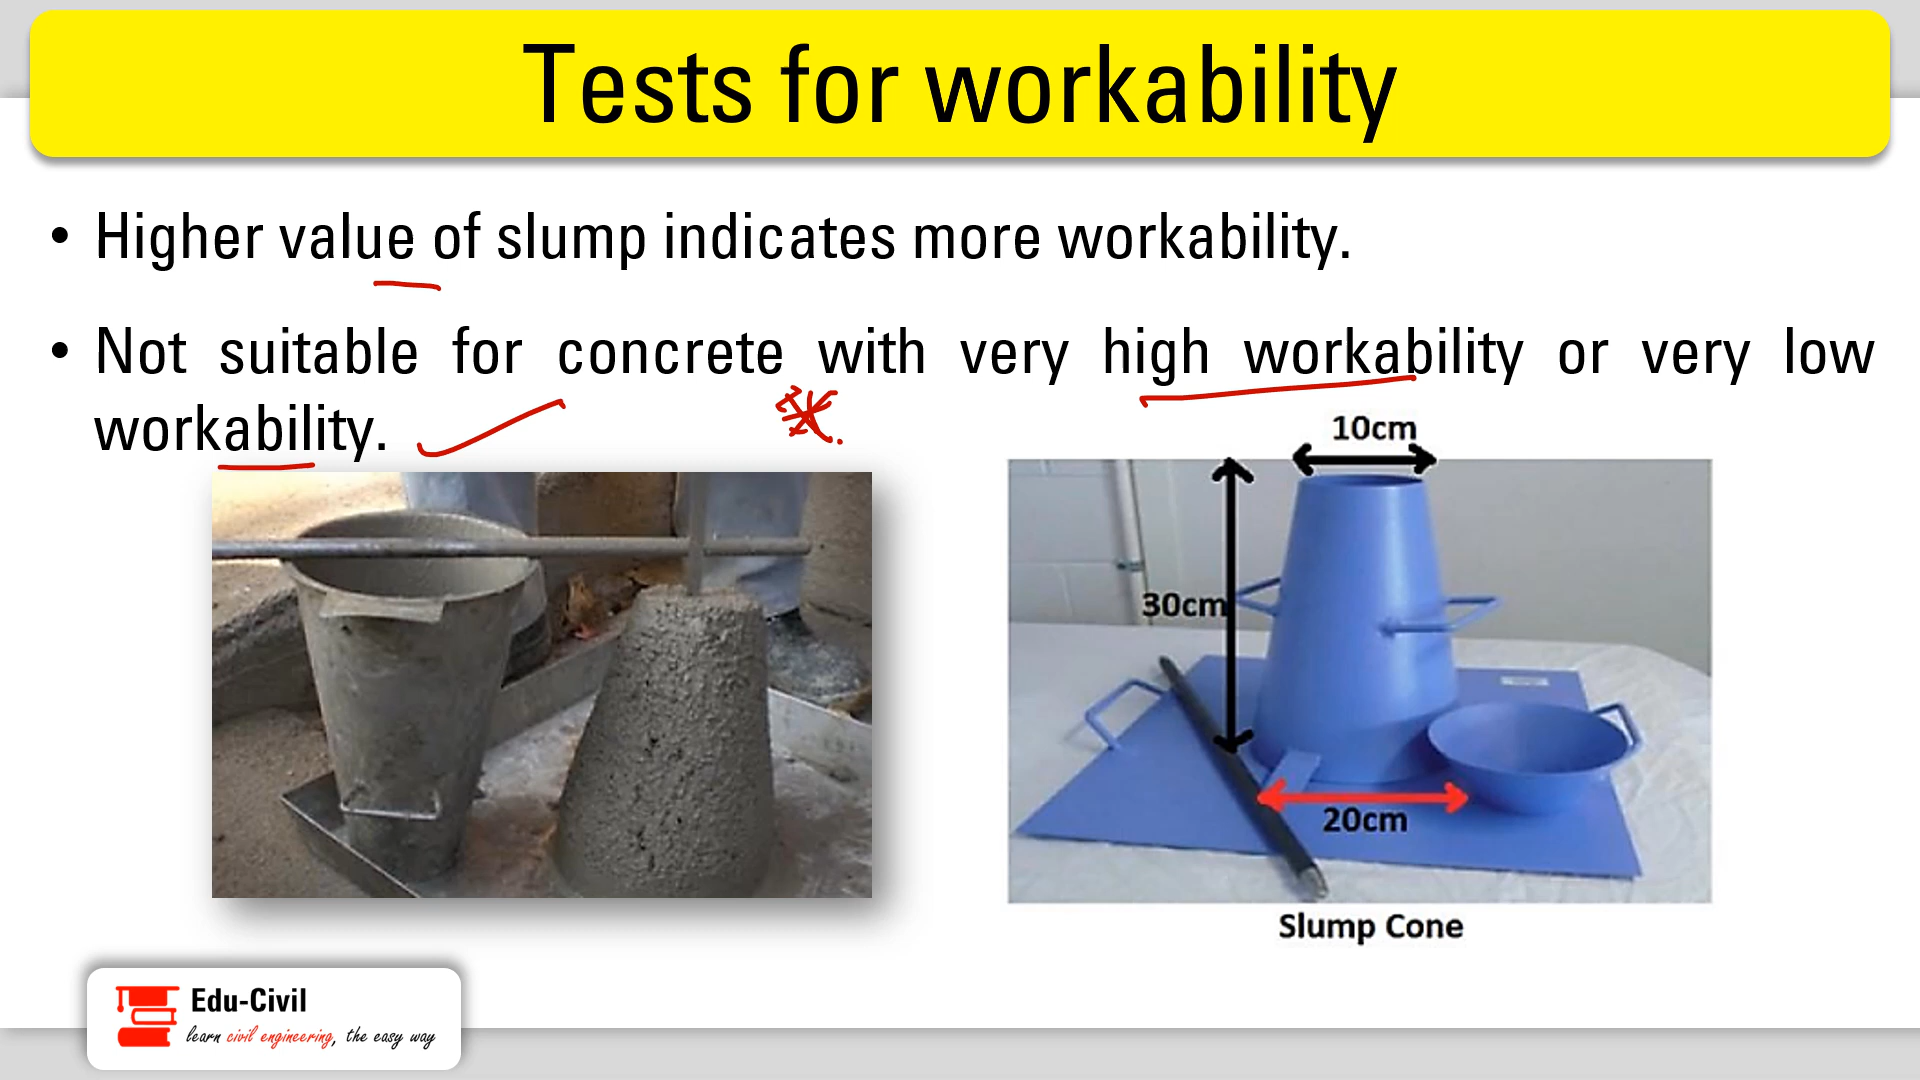 Tests for workability
• Higher value of slump indicates more workability.
• Not suitable for concrete with very high workability or very low
workability.
10cm
30cm
20cm
Slump Cone
Edu-Civil
learn civil engineering, the easy way